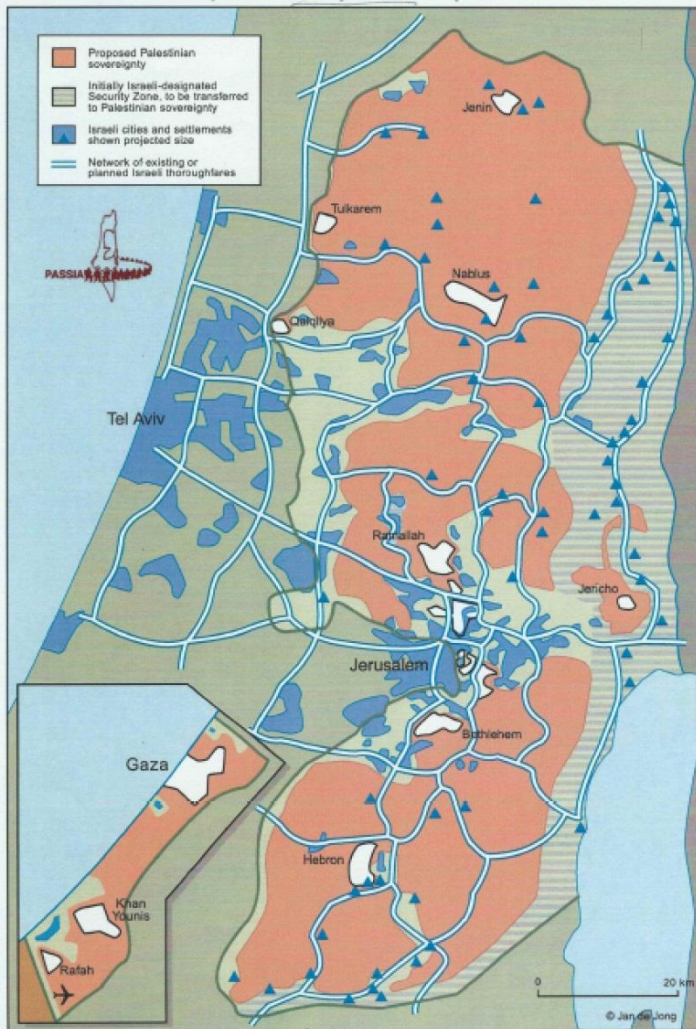 Proposed Palestinian
sovereignty
Initially Israeli-designated
Security Zone, to be transferred
to Palestinian sovereignty
Israeli cities and settlements
shown projected size
Network of existing or
planned Israeli thoroughfares
PASSIA
Jenin
Tulkarem
Nablus
Qalqilya
Tel Aviv
Ramallah
Jericho
Jerusalem
Bethlehem
Gaza
Hebron
Khan
Younis
Rafah
0 20 km
© Jan de Jong